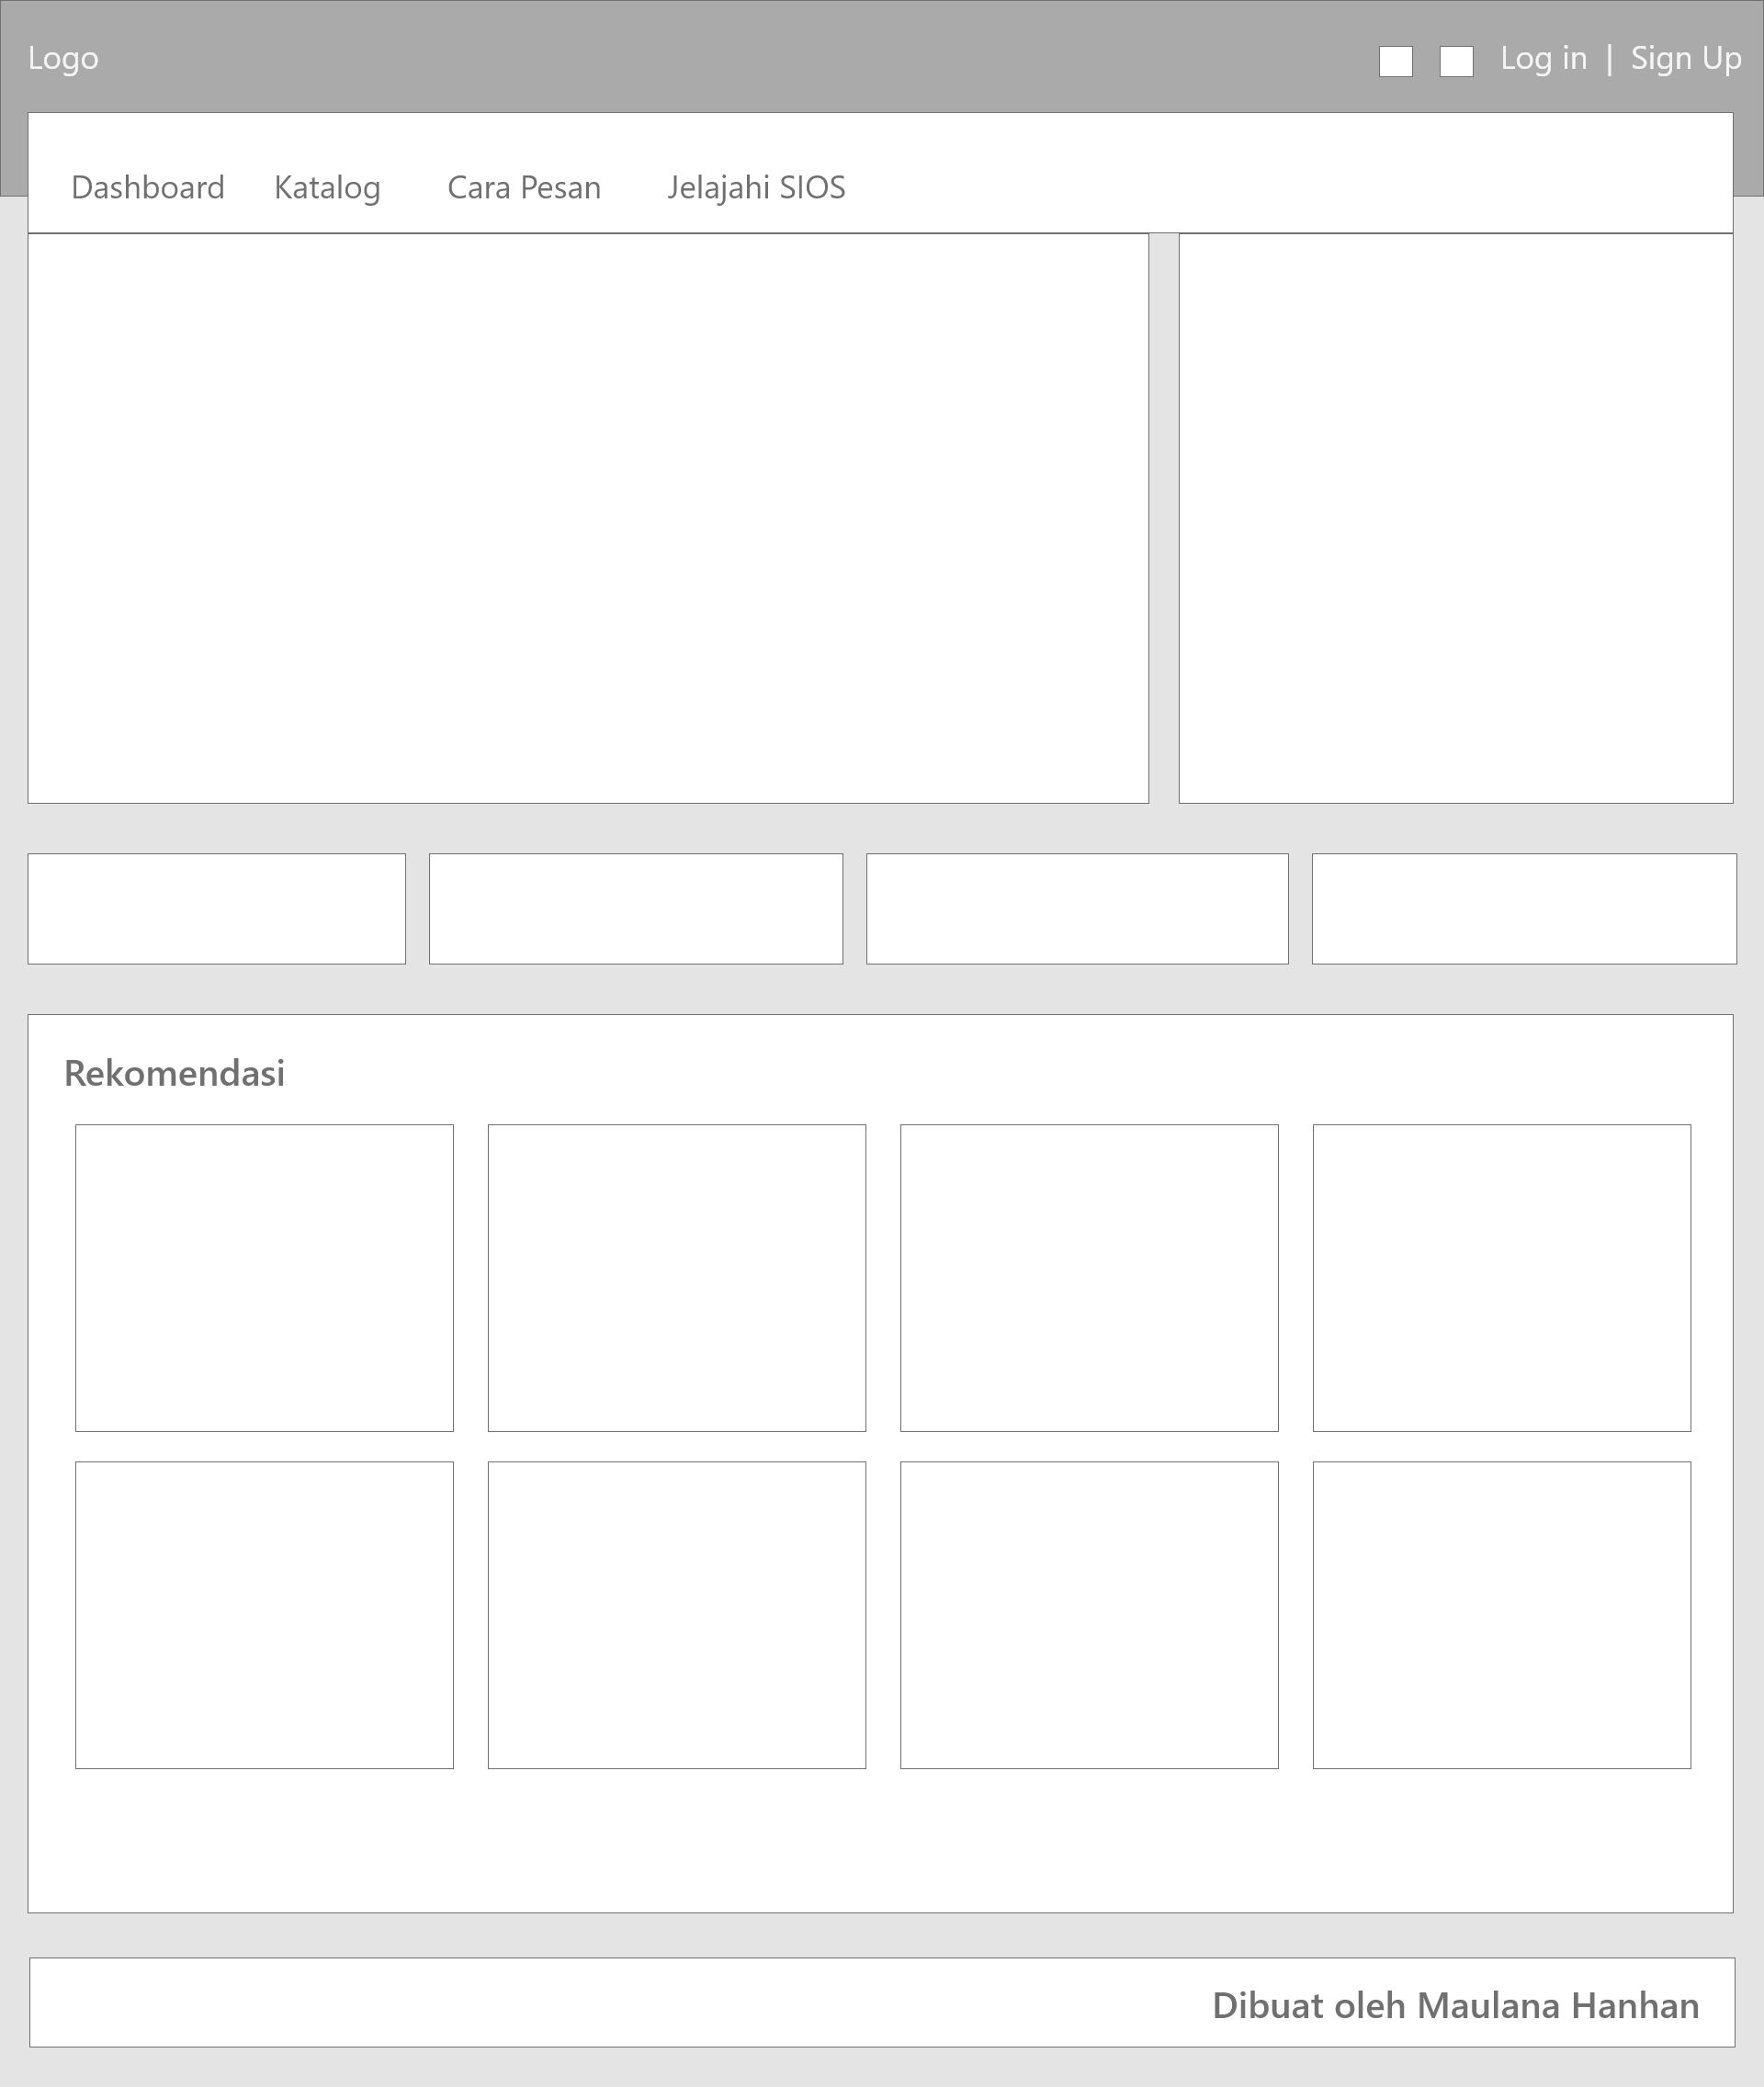 Logo
Log in | Sign Up
Dashboard Katalog Cara Pesan Jelajahi SIOS
Rekomendasi
Dibuat oleh Maulana Hanhan